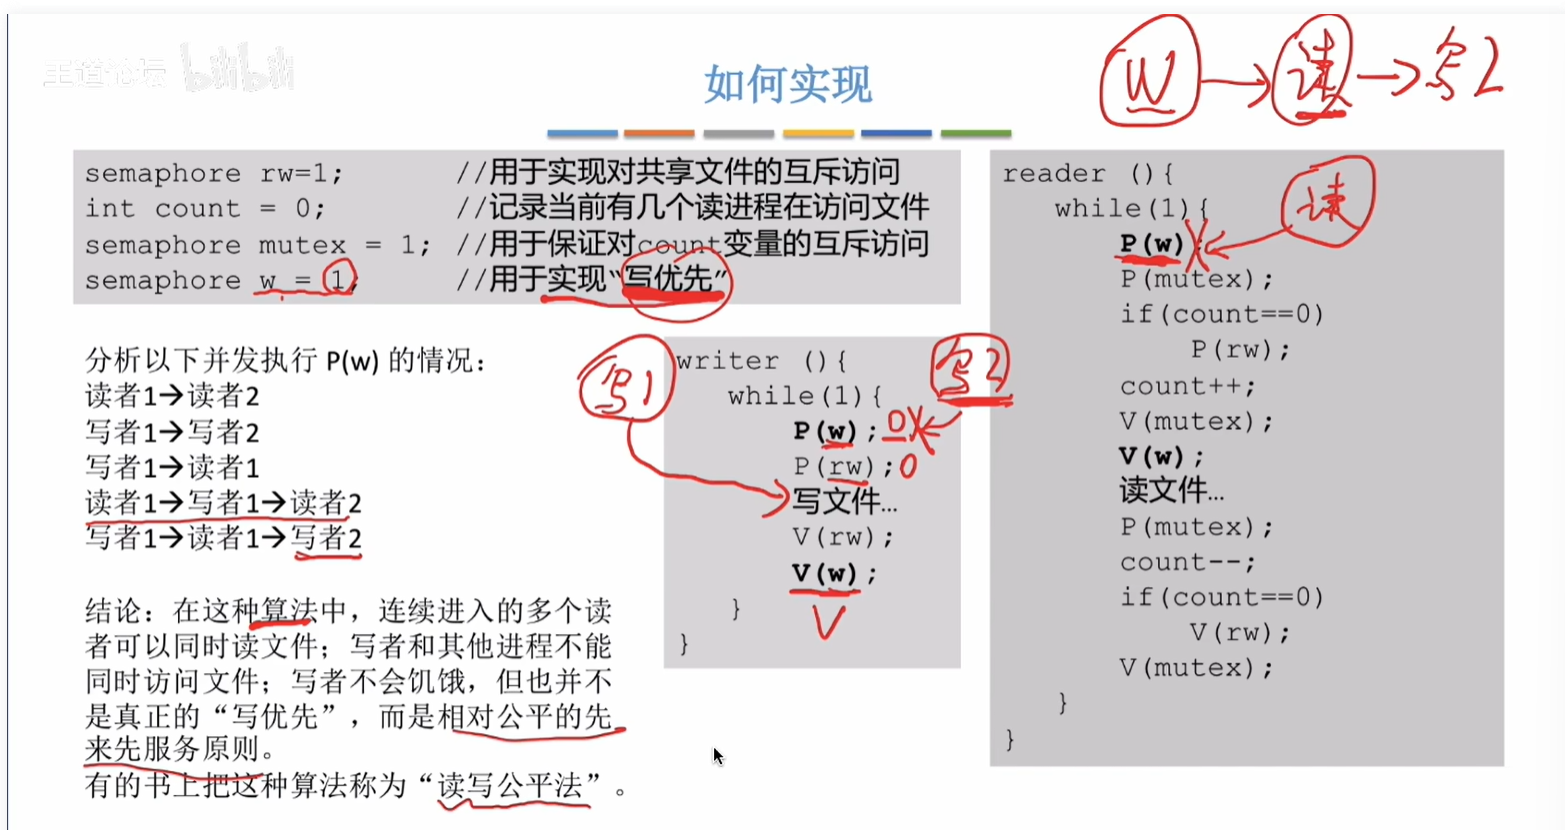 王道论坛 bilibili
如何实现
W→读→写2
semaphore rw=1; //用于实现对共享文件的互斥访问
int count = 0; //记录当前有几个读进程在访问文件
semaphore mutex = 1; //用于保证对count变量的互斥访问
semaphore w = 1; //用于实现“写优先”
分析以下并发执行 P(w) 的情况：
读者1→读者2
写者1→写者2
写者1→读者1
读者1→写者1→读者2
写者1→读者1→写者2
结论：在这种算法中，连续进入的多个读
者可以同时读文件；写者和其他进程不能
同时访问文件；写者不会饥饿，但也并不
是真正的“写优先”，而是相对公平的先
来先服务原则。
有的书上把这种算法称为“读写公平法”。
写1
写2
writer (){
while(1){
P(w); 0
P(rw); 0
写文件…
V(rw);
V(w);
V
}
}
reader (){
while(1){
读
P(w)
P(mutex);
if(count==0)
P(rw);
count++;
V(mutex);
V(w);
读文件…
P(mutex);
count--;
if(count==0)
V(rw);
V(mutex);
}
}